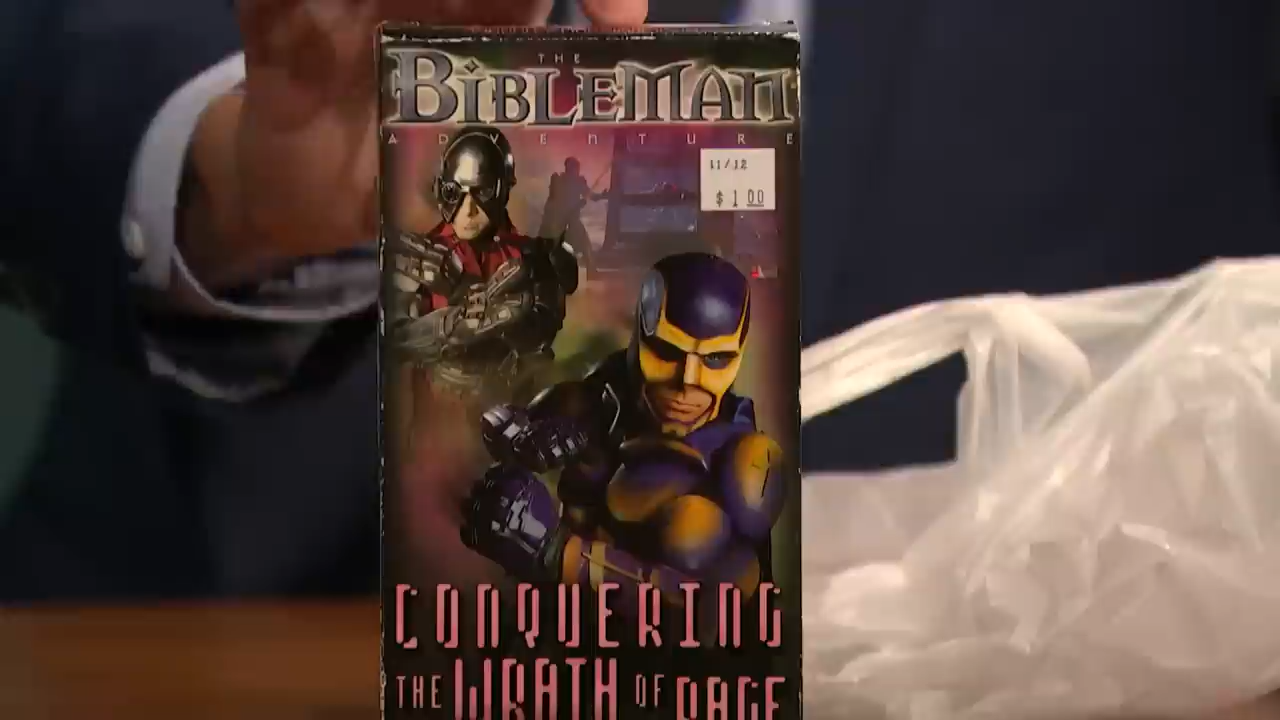 THE
BIBLEMAN
ADVENTURE
11/12
$ 1 00
CONQUERING
THE WRATH OF RAGE